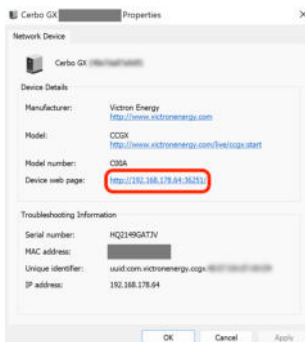 Cerbo GX Properties
Network Device
Cerbo GX
Device Details
Manufacturer: Victron Energy
http://www.victronenergy.com
Model: CCGX
http://www.victronenergy.com/live/ccgx:start
Model number: C00A
Device web page: http://192.168.178.64:36251/
Troubleshooting Information
Serial number: HQ2149GATJV
MAC address:
Unique identifier: uuid:com.victronenergy.ccgx
IP address: 192.168.178.64
OK Cancel Apply